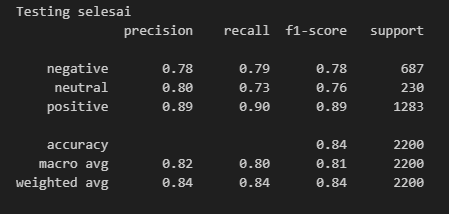 Testing selesai
precision recall f1-score support
negative 0.78 0.79 0.78 687
neutral 0.80 0.73 0.76 230
positive 0.89 0.90 0.89 1283
accuracy 0.84 2200
macro avg 0.82 0.80 0.81 2200
weighted avg 0.84 0.84 0.84 2200